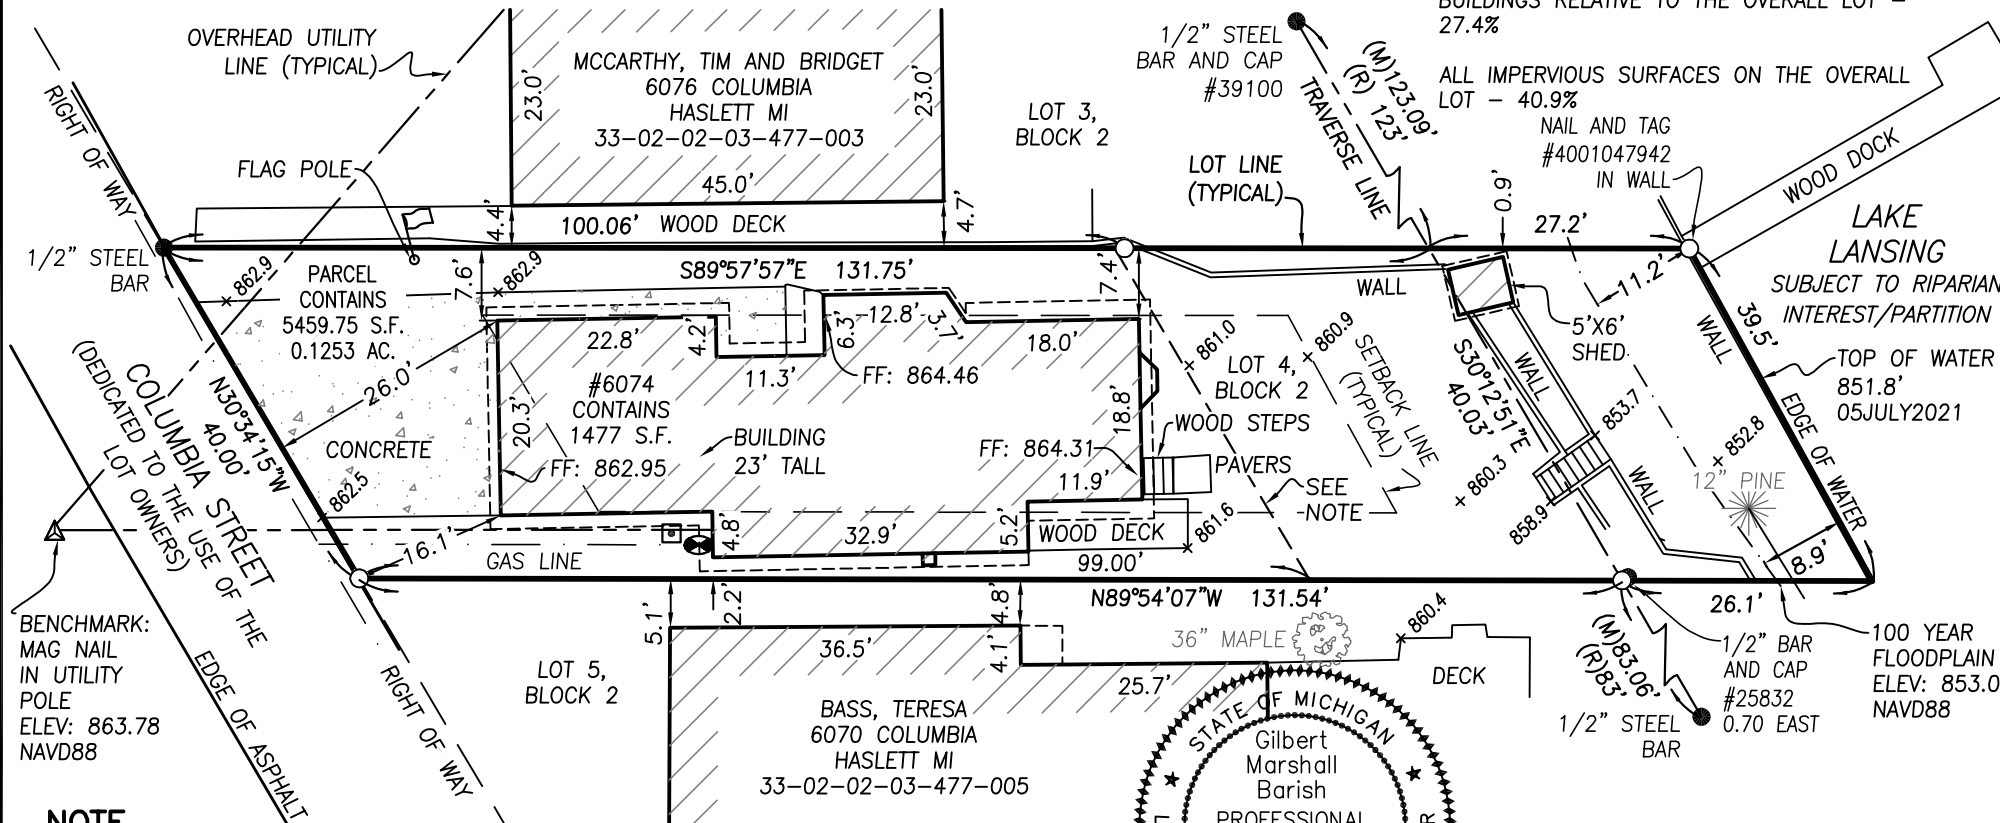 BUILDINGS RELATIVE TO THE OVERALL LOT –
27.4%
ALL IMPERVIOUS SURFACES ON THE OVERALL
LOT – 40.9%
OVERHEAD UTILITY
LINE (TYPICAL)
RIGHT OF WAY
FLAG POLE
1/2" STEEL
BAR
23.0'
MCCARTHY, TIM AND BRIDGET
6076 COLUMBIA
HASLETT MI
33-02-02-03-477-003
23.0'
45.0'
4.4'
100.06'
WOOD DECK
4.7'
LOT 3,
BLOCK 2
1/2" STEEL
BAR AND CAP
#39100
(M)123.09'
(R) 123'
TRAVERSE LINE
LOT LINE
(TYPICAL)
NAIL AND TAG
#4001047942
IN WALL
WOOD DOCK
0.9'
27.2'
11.2'
LAKE
LANSING
SUBJECT TO RIPARIAN
INTEREST/PARTITION
862.9
PARCEL
CONTAINS
5459.75 S.F.
0.1253 AC.
7.6'
862.9
S89°57'57"E 131.75'
7.4'
WALL
5'X6'
SHED
WALL
39.5'
TOP OF WATER
851.8'
05JULY2021
EDGE OF WATER
22.8'
4.2'
11.3'
6.3'
12.8'
3.7'
18.0'
FF: 864.46
861.0
860.9
LOT 4,
BLOCK 2
SETBACK LINE
(TYPICAL)
S30°12'51"E
40.03'
WALL
853.7
852.8
12" PINE
WALL
858.9
860.3
26.0'
CONCRETE
862.5
20.3'
#6074
CONTAINS
1477 S.F.
FF: 862.95
BUILDING
23' TALL
FF: 864.31
18.8'
11.9'
WOOD STEPS
PAVERS
SEE
NOTE
861.6
5.2'
WOOD DECK
32.9'
4.8'
16.1'
GAS LINE
99.00'
N30°34'15"W
40.00'
COLUMBIA STREET
(DEDICATED TO THE USE OF THE
LOT OWNERS)
N89°54'07"W 131.54'
26.1'
8.9'
BENCHMARK:
MAG NAIL
IN UTILITY
POLE
ELEV: 863.78
NAVD88
EDGE OF ASPHALT
RIGHT OF WAY
LOT 5,
BLOCK 2
5.1'
2.2'
4.8'
36.5'
4.1'
25.7'
BASS, TERESA
6070 COLUMBIA
HASLETT MI
33-02-02-03-477-005
36" MAPLE
860.4
DECK
(M)83.06'
(R)83'
1/2" STEEL
BAR
1/2" BAR
AND CAP
#25832
0.70 EAST
100 YEAR
FLOODPLAIN
ELEV: 853.0
NAVD88
STATE OF MICHIGAN
Gilbert
Marshall
Barish
PROFESSIONAL
NOTE